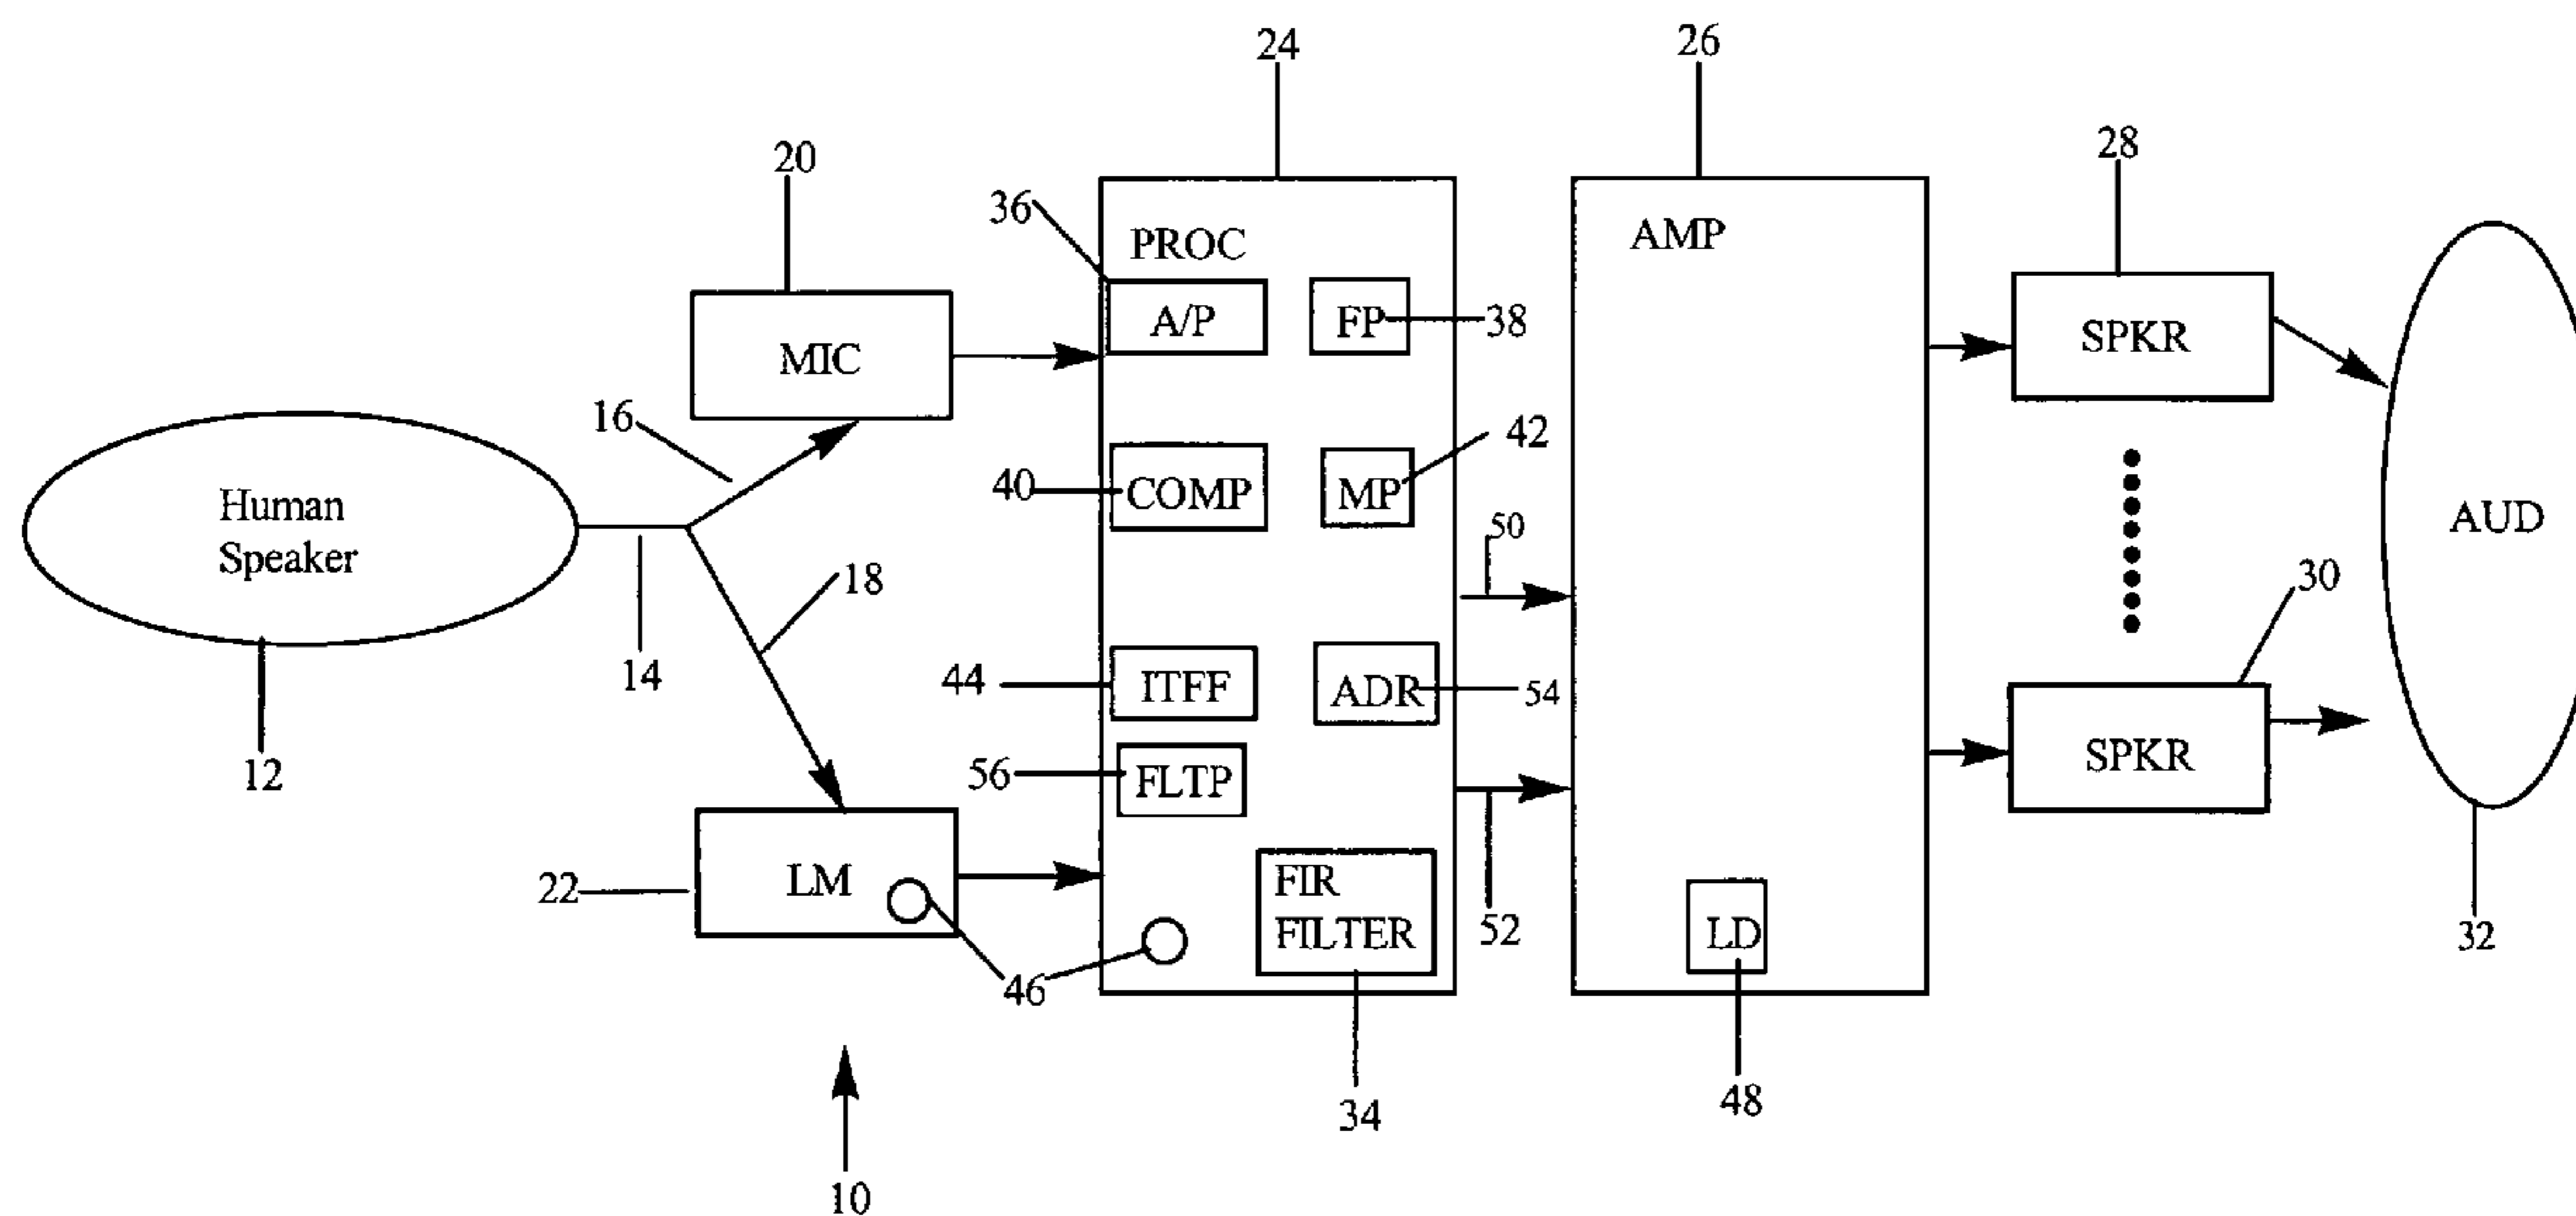 24
26
20
28
36
PROC
AMP
A/P
FP
38
MIC
SPKR
16
42
40
COMP
MP
Human
Speaker
50
AUD
18
30
14
44
ITFF
ADR
54
12
56
FLTP
SPKR
22
LM
FIR
FILTER
52
LD
32
46
34
48
10